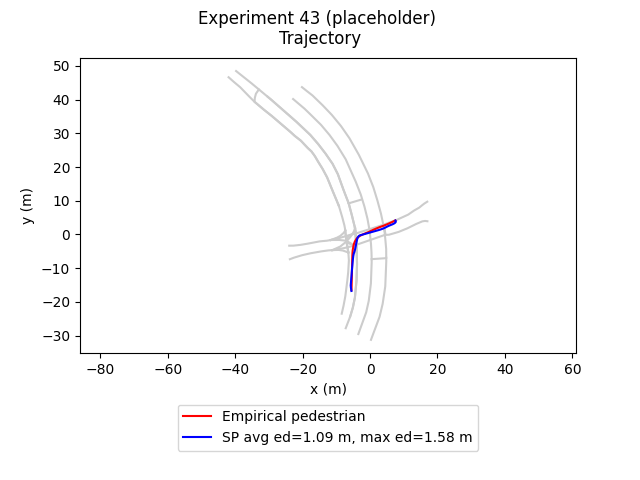 Experiment 43 (placeholder)
Trajectory
50
40
30
20
10
0
−10
−20
−30
y (m)
−80 −60 −40 −20 0 20 40 60
x (m)
Empirical pedestrian
SP avg ed=1.09 m, max ed=1.58 m